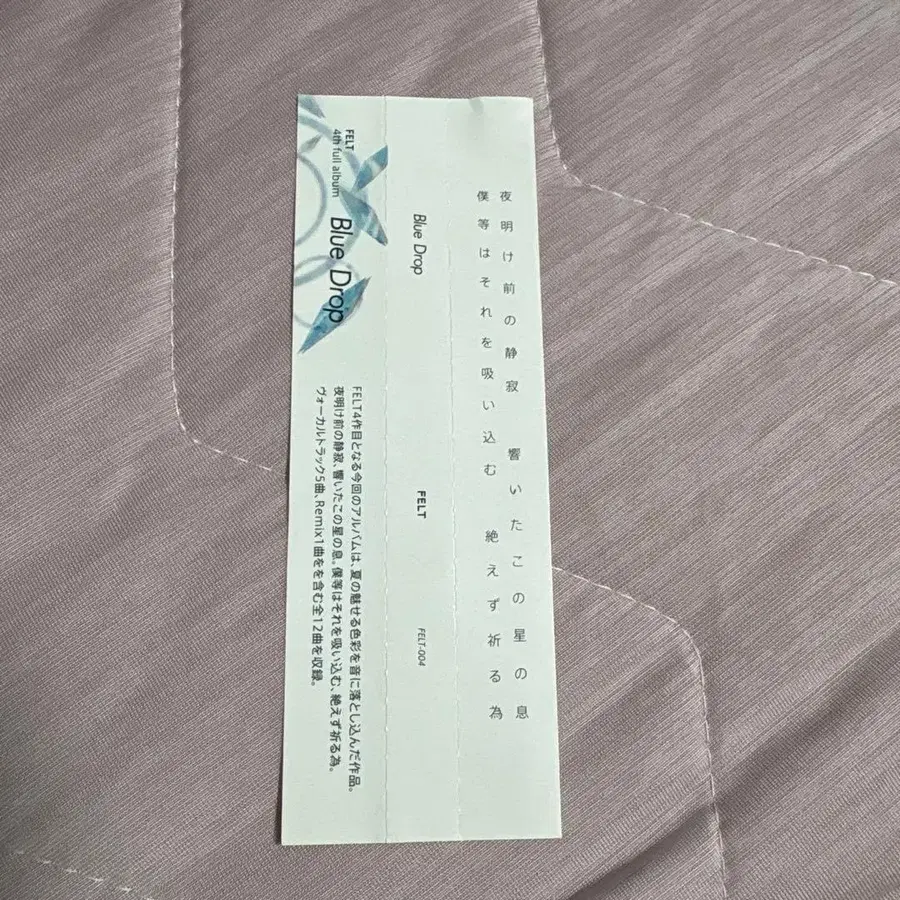 夜明け前の静寂 響いたこの星の息
僕等はそれを吸い込む 絶えず祈る為
Blue Drop
FELT
FELT-004
FELT
4th full album
Blue Drop
FELT4作目となる今回のアルバムは、夏の魅せる色彩を音に落とし込んだ作品。
夜明け前の静寂、響いたこの星の息。僕等はそれを吸い込む、絶えず祈る為。
ヴォーカルトラック5曲、Remix1曲をを含む全12曲を収録。